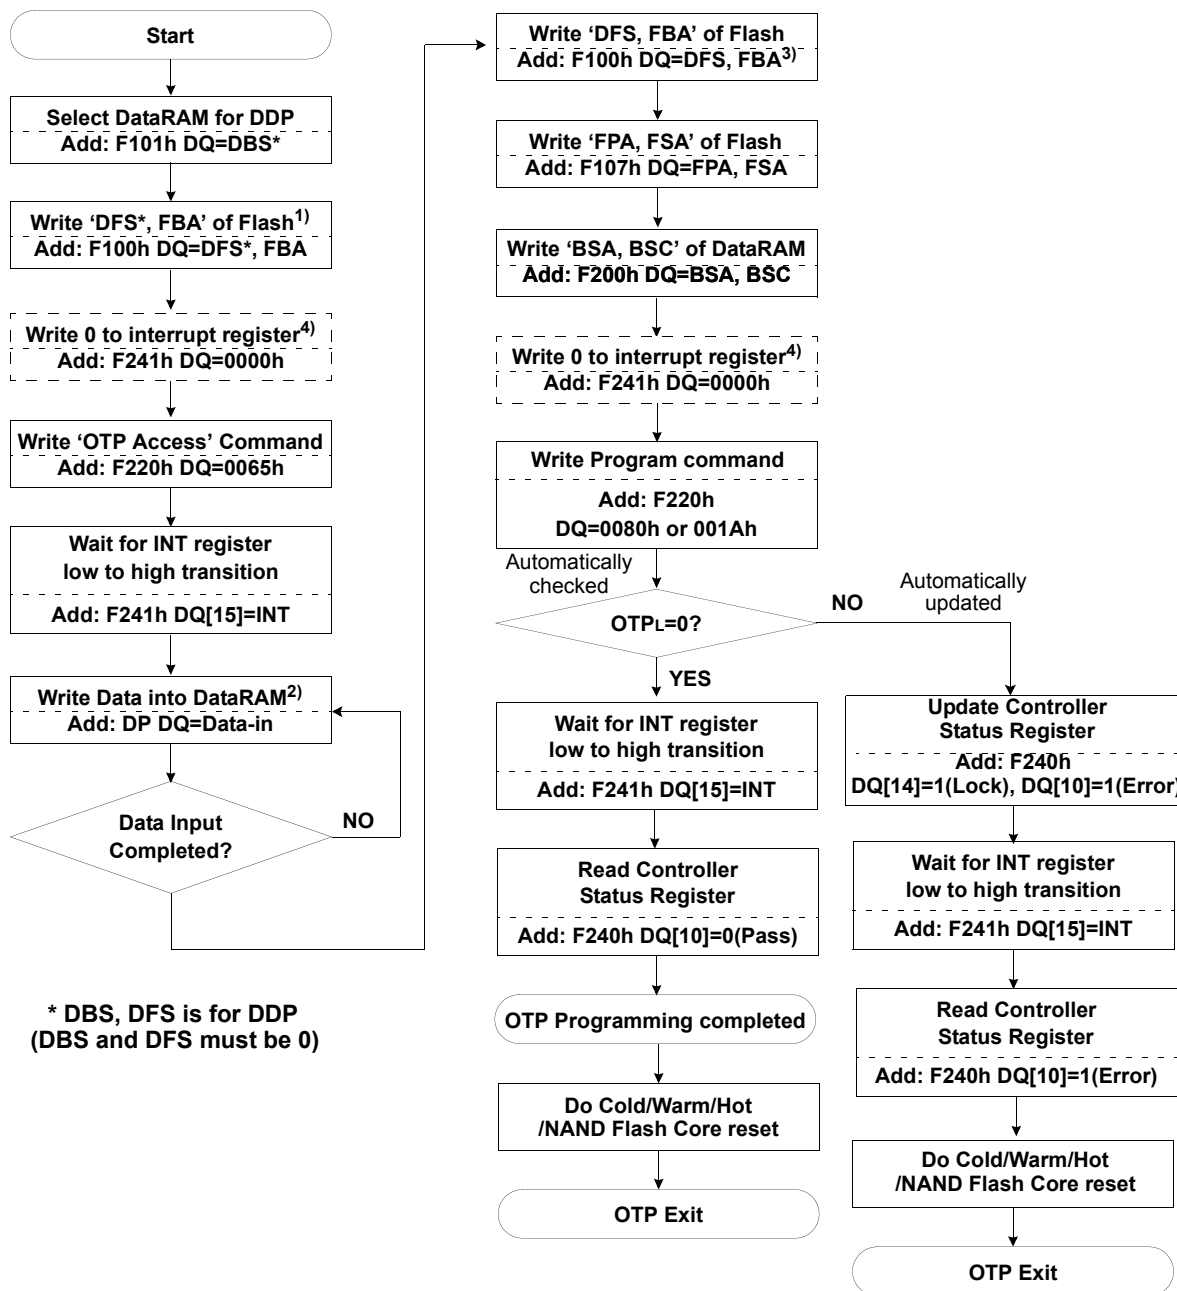 Start
Select DataRAM for DDP
Add: F101h DQ=DBS*
Write ‘DFS*, FBA’ of Flash1)
Add: F100h DQ=DFS*, FBA
Write 0 to interrupt register4)
Add: F241h DQ=0000h
Write ‘OTP Access’ Command
Add: F220h DQ=0065h
Wait for INT register
low to high transition
Add: F241h DQ[15]=INT
Write Data into DataRAM2)
Add: DP DQ=Data-in
Data Input
Completed?
NO
* DBS, DFS is for DDP
(DBS and DFS must be 0)
Write ‘DFS, FBA’ of Flash
Add: F100h DQ=DFS, FBA3)
Write ‘FPA, FSA’ of Flash
Add: F107h DQ=FPA, FSA
Write ‘BSA, BSC’ of DataRAM
Add: F200h DQ=BSA, BSC
Write 0 to interrupt register4)
Add: F241h DQ=0000h
Write Program command
Add: F220h
DQ=0080h or 001Ah
Automatically
checked
OTPL=0?
YES
NO
Automatically
updated
Wait for INT register
low to high transition
Add: F241h DQ[15]=INT
Read Controller
Status Register
Add: F240h DQ[10]=0(Pass)
OTP Programming completed
Do Cold/Warm/Hot
/NAND Flash Core reset
OTP Exit
Update Controller
Status Register
Add: F240h
DQ[14]=1(Lock), DQ[10]=1(Error)
Wait for INT register
low to high transition
Add: F241h DQ[15]=INT
Read Controller
Status Register
Add: F240h DQ[10]=1(Error)
Do Cold/Warm/Hot
/NAND Flash Core reset
OTP Exit